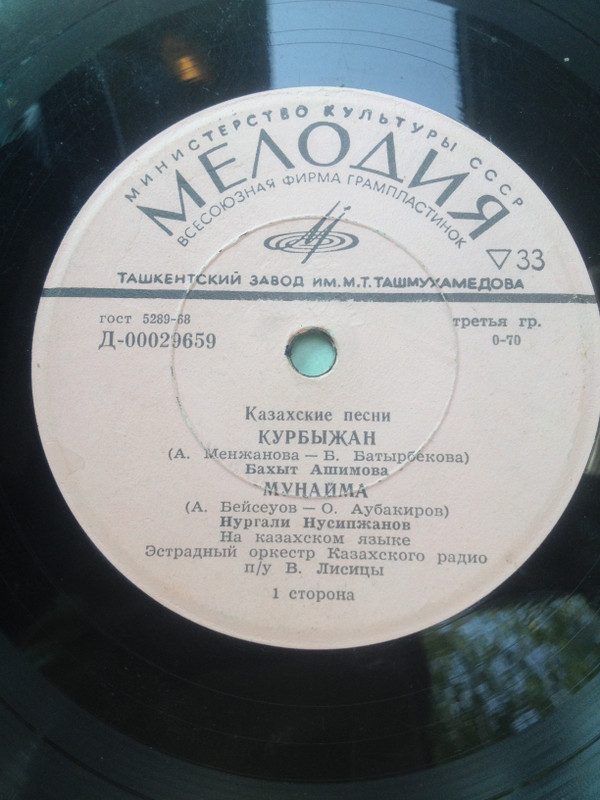 МИНИСТЕРСТВО КУЛЬТУРЫ СССР
МЕЛОДИЯ
ВСЕСОЮЗНАЯ ФИРМА ГРАМПЛАСТИНОК
▽33
ТАШКЕНТСКИЙ ЗАВОД ИМ. М.Т. ТАШМУХАМЕДОВА
гост 5289-68
третья гр.
Д-00029659
0-70
Казахские песни
КУРБЫЖАН
(А. Менжанова — Б. Батырбекова)
Бахыт Ашимова
МУНАЙМА
(А. Бейсеуов — О. Аубакиров)
Нургали Нусипжанов
На казахском языке
Эстрадный оркестр Казахского радио
п/у В. Лисицы
1 сторона